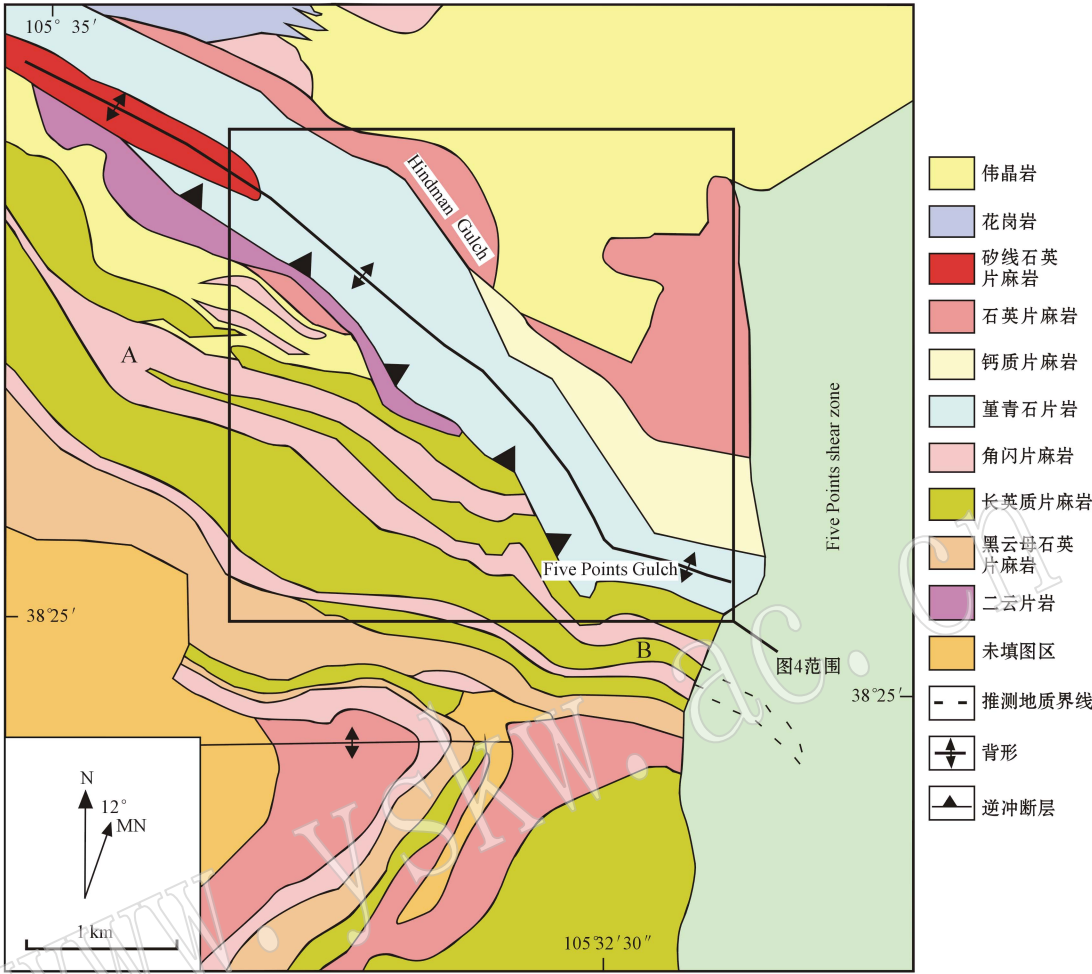 105° 35′
Hindman Gulch
A
Five Points shear zone
Five Points Gulch
38°25′
B
图4范围
38°25′
N
12°
MN
1 km
105°32′30″
伟晶岩
花岗岩
矽线石英
片麻岩
石英片麻岩
钙质片麻岩
堇青石片岩
角闪片麻岩
长英质片麻岩
黑云母石英
片麻岩
二云片岩
未填图区
推测地质界线
背形
逆冲断层
www.yskw.ac.cn